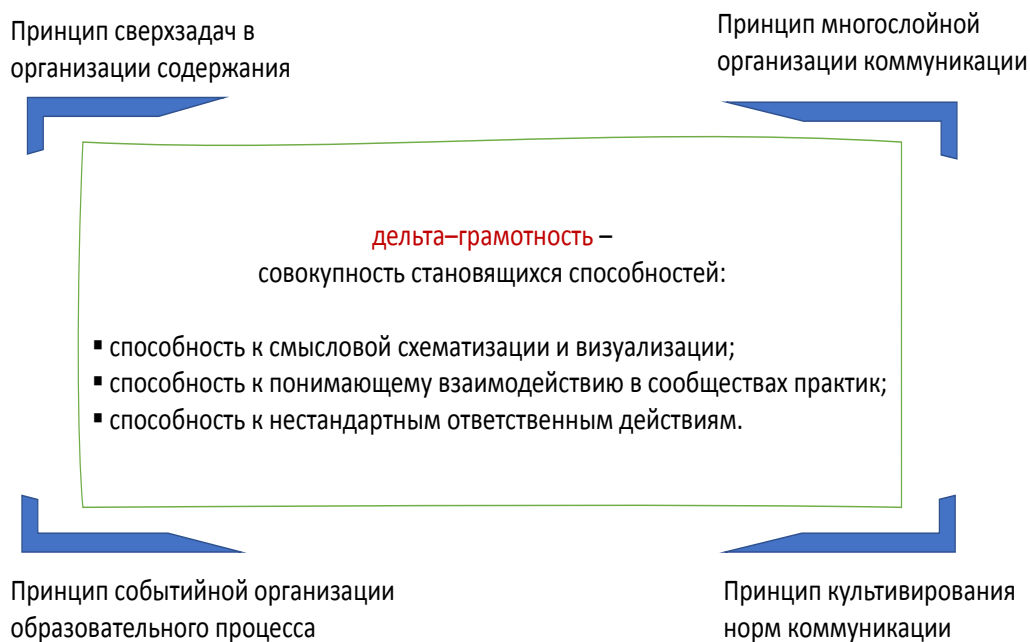 Принцип сверхзадач в
организации содержания
Принцип многослойной
организации коммуникации
дельта–грамотность –
совокупность становящихся способностей:
▪ способность к смысловой схематизации и визуализации;
▪ способность к понимающему взаимодействию в сообществах практик;
▪ способность к нестандартным ответственным действиям.
Принцип событийной организации
образовательного процесса
Принцип культивирования
норм коммуникации